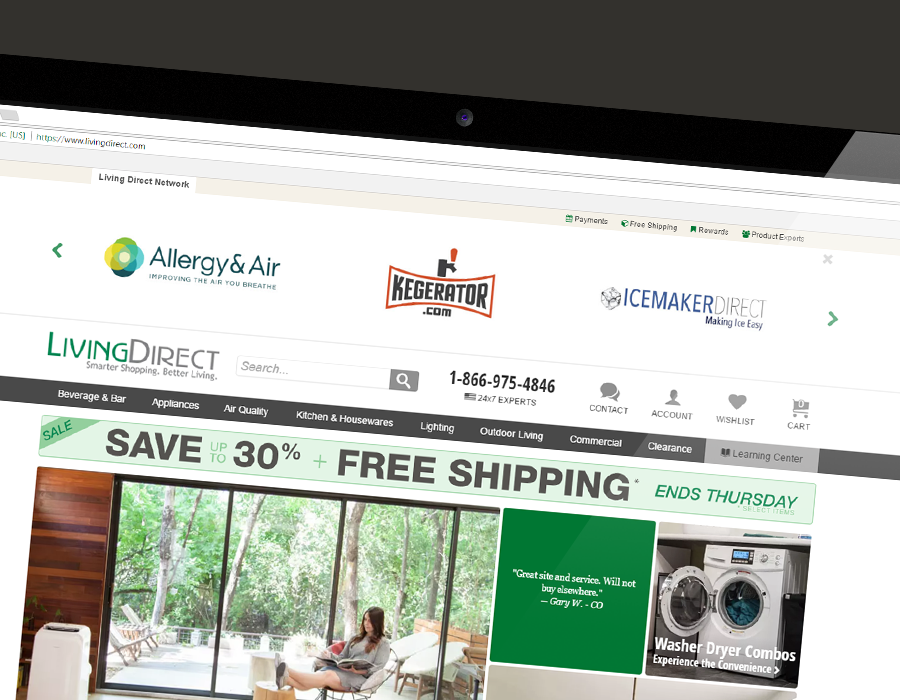 nc. [US] | https://www.livingdirect.com
Living Direct Network
Payments Free Shipping Rewards Product Experts
Allergy & Air
IMPROVING THE AIR YOU BREATHE
KEGERATOR
.com
ICEMAKERDIRECT
Making Ice Easy
LIVINGDIRECT
Smarter Shopping, Better Living.
Search...
1-866-975-4846
24x7 EXPERTS
CONTACT
ACCOUNT
WISHLIST
0
CART
Beverage & Bar Appliances Air Quality Kitchen & Housewares Lighting Outdoor Living Commercial Clearance Learning Center
SALE
SAVE UP TO 30% + FREE SHIPPING* ENDS THURSDAY
* SELECT ITEMS
"Great site and service. Will not
buy elsewhere."
— Gary W. - CO
Washer Dryer Combos
Experience the Convenience >